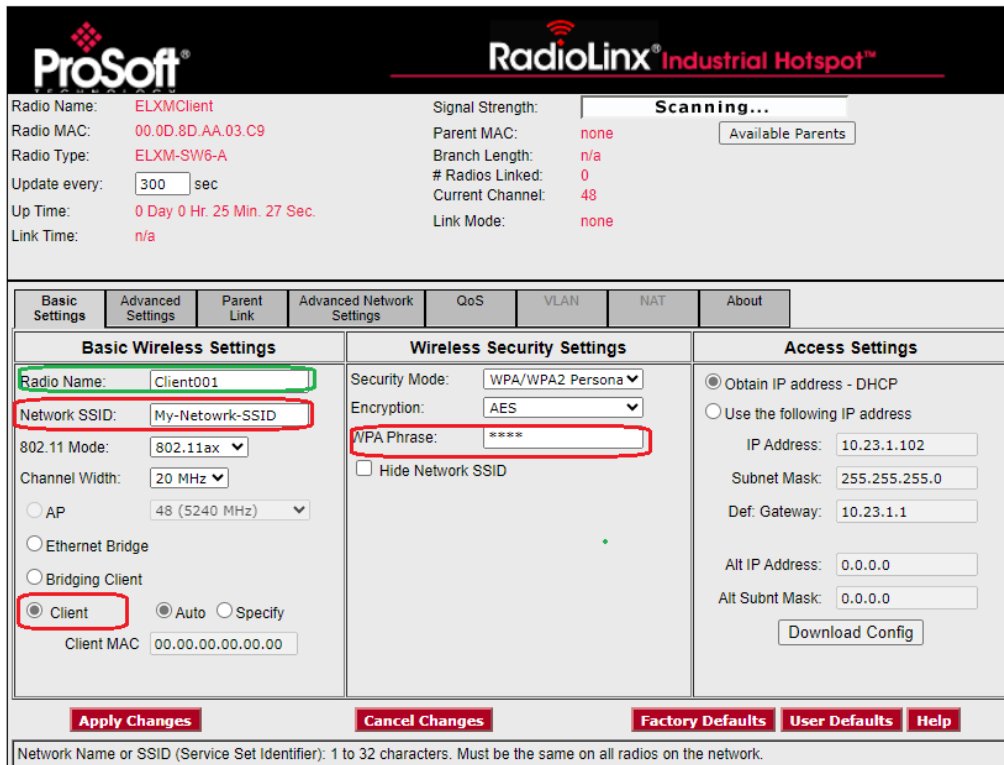 ProSoft®
TECHNOLOGY
RadioLinx® Industrial Hotspot™
Radio Name: ELXMClient
Radio MAC: 00.0D.8D.AA.03.C9
Radio Type: ELXM-SW6-A
Update every: 300 sec
Up Time: 0 Day 0 Hr. 25 Min. 27 Sec.
Link Time: n/a
Signal Strength: Scanning...
Parent MAC: none Available Parents
Branch Length: n/a
# Radios Linked: 0
Current Channel: 48
Link Mode: none
Basic Settings Advanced Settings Parent Link Advanced Network Settings QoS VLAN NAT About
Basic Wireless Settings
Radio Name: Client001
Network SSID: My-Netowrk-SSID
802.11 Mode: 802.11ax
Channel Width: 20 MHz
AP 48 (5240 MHz)
Ethernet Bridge
Bridging Client
Client Auto Specify
Client MAC 00.00.00.00.00.00
Wireless Security Settings
Security Mode: WPA/WPA2 Persona
Encryption: AES
WPA Phrase: ****
Hide Network SSID
Access Settings
Obtain IP address - DHCP
Use the following IP address
IP Address: 10.23.1.102
Subnet Mask: 255.255.255.0
Def: Gateway: 10.23.1.1
Alt IP Address: 0.0.0.0
Alt Subnt Mask: 0.0.0.0
Download Config
Apply Changes Cancel Changes Factory Defaults User Defaults Help
Network Name or SSID (Service Set Identifier): 1 to 32 characters. Must be the same on all radios on the network.